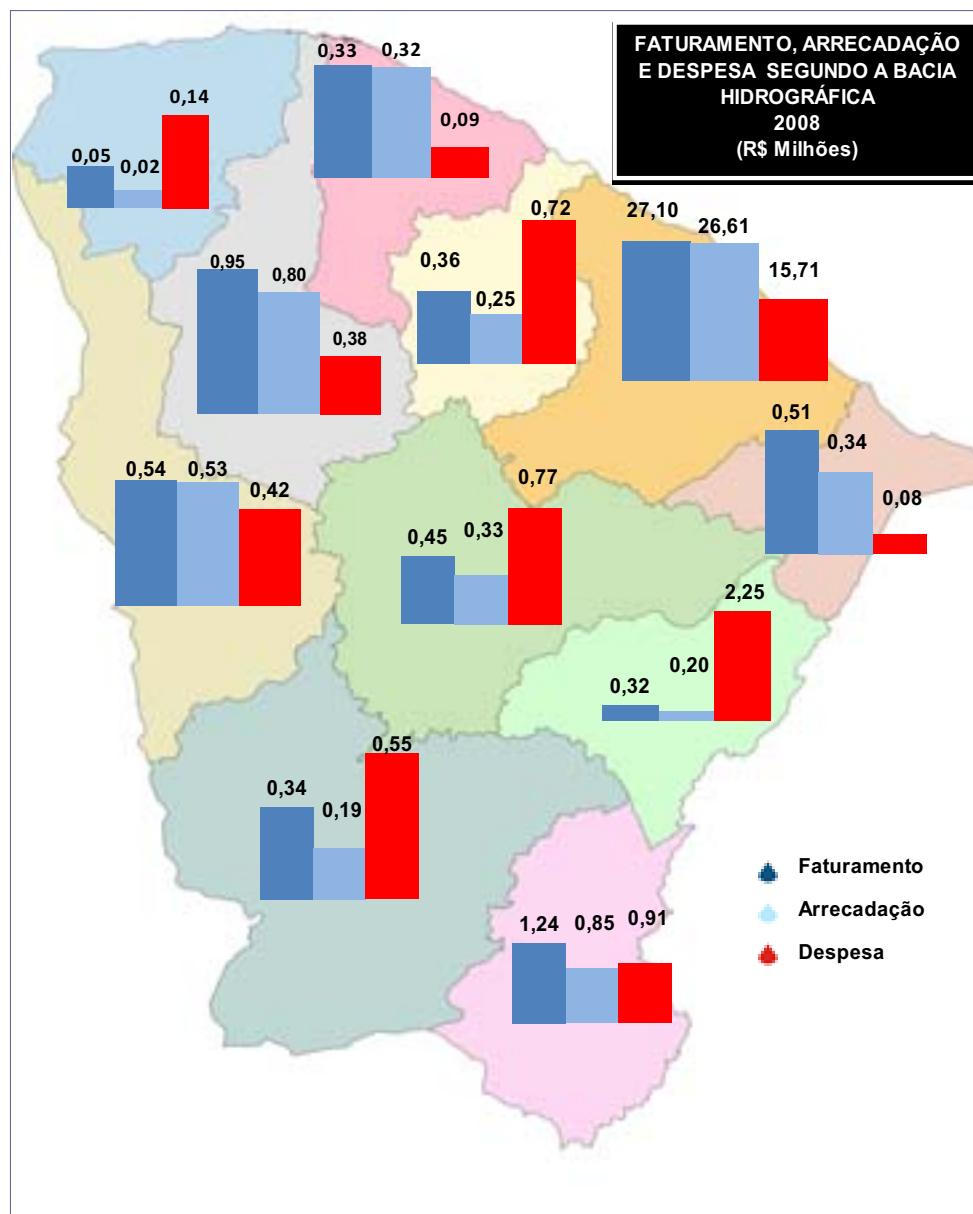 FATURAMENTO, ARRECADAÇÃO
E DESPESA SEGUNDO A BACIA
HIDROGRÁFICA
2008
(R$ Milhões)
0,05 0,02 0,14
0,33 0,32 0,09
0,95 0,80 0,38
0,36 0,25 0,72
27,10 26,61 15,71
0,54 0,53 0,42
0,45 0,33 0,77
0,51 0,34 0,08
0,32 0,20 2,25
0,34 0,19 0,55
1,24 0,85 0,91
Faturamento
Arrecadação
Despesa